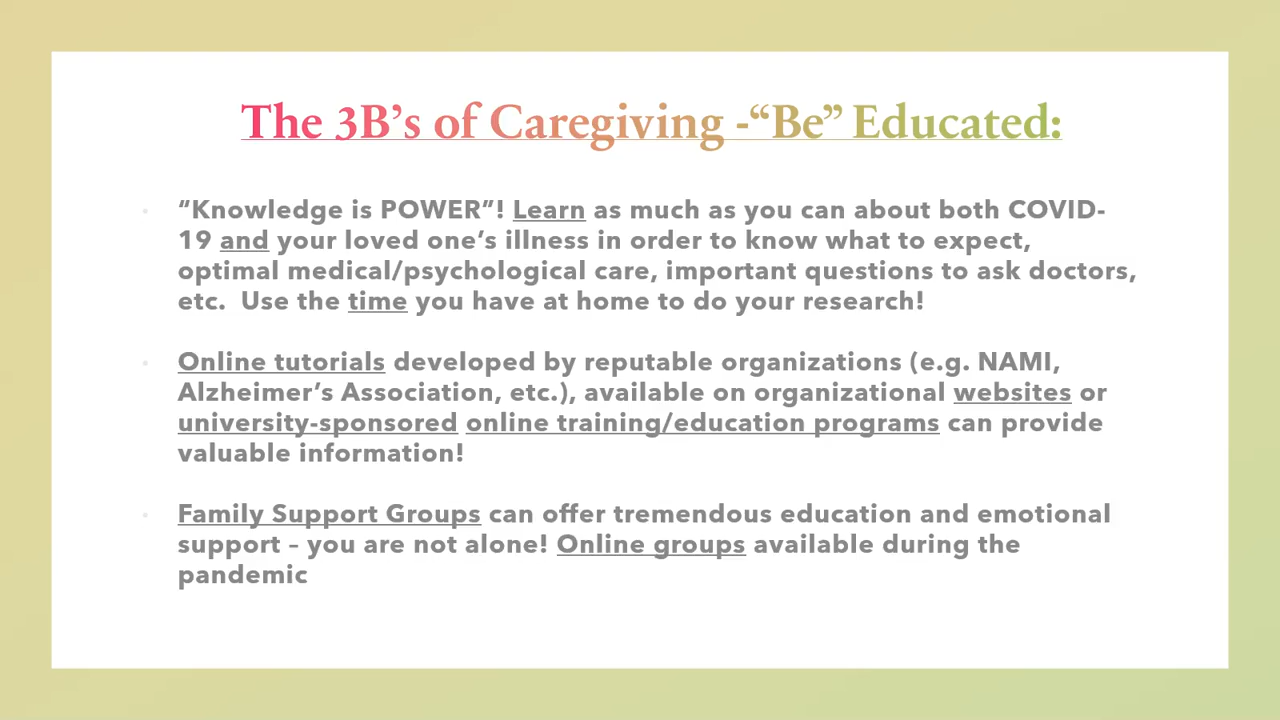 The 3B’s of Caregiving -“Be” Educated:
“Knowledge is POWER”! Learn as much as you can about both COVID-
19 and your loved one’s illness in order to know what to expect,
optimal medical/psychological care, important questions to ask doctors,
etc.  Use the time you have at home to do your research!
Online tutorials developed by reputable organizations (e.g. NAMI,
Alzheimer’s Association, etc.), available on organizational websites or
university-sponsored online training/education programs can provide
valuable information!
Family Support Groups can offer tremendous education and emotional
support – you are not alone! Online groups available during the
pandemic